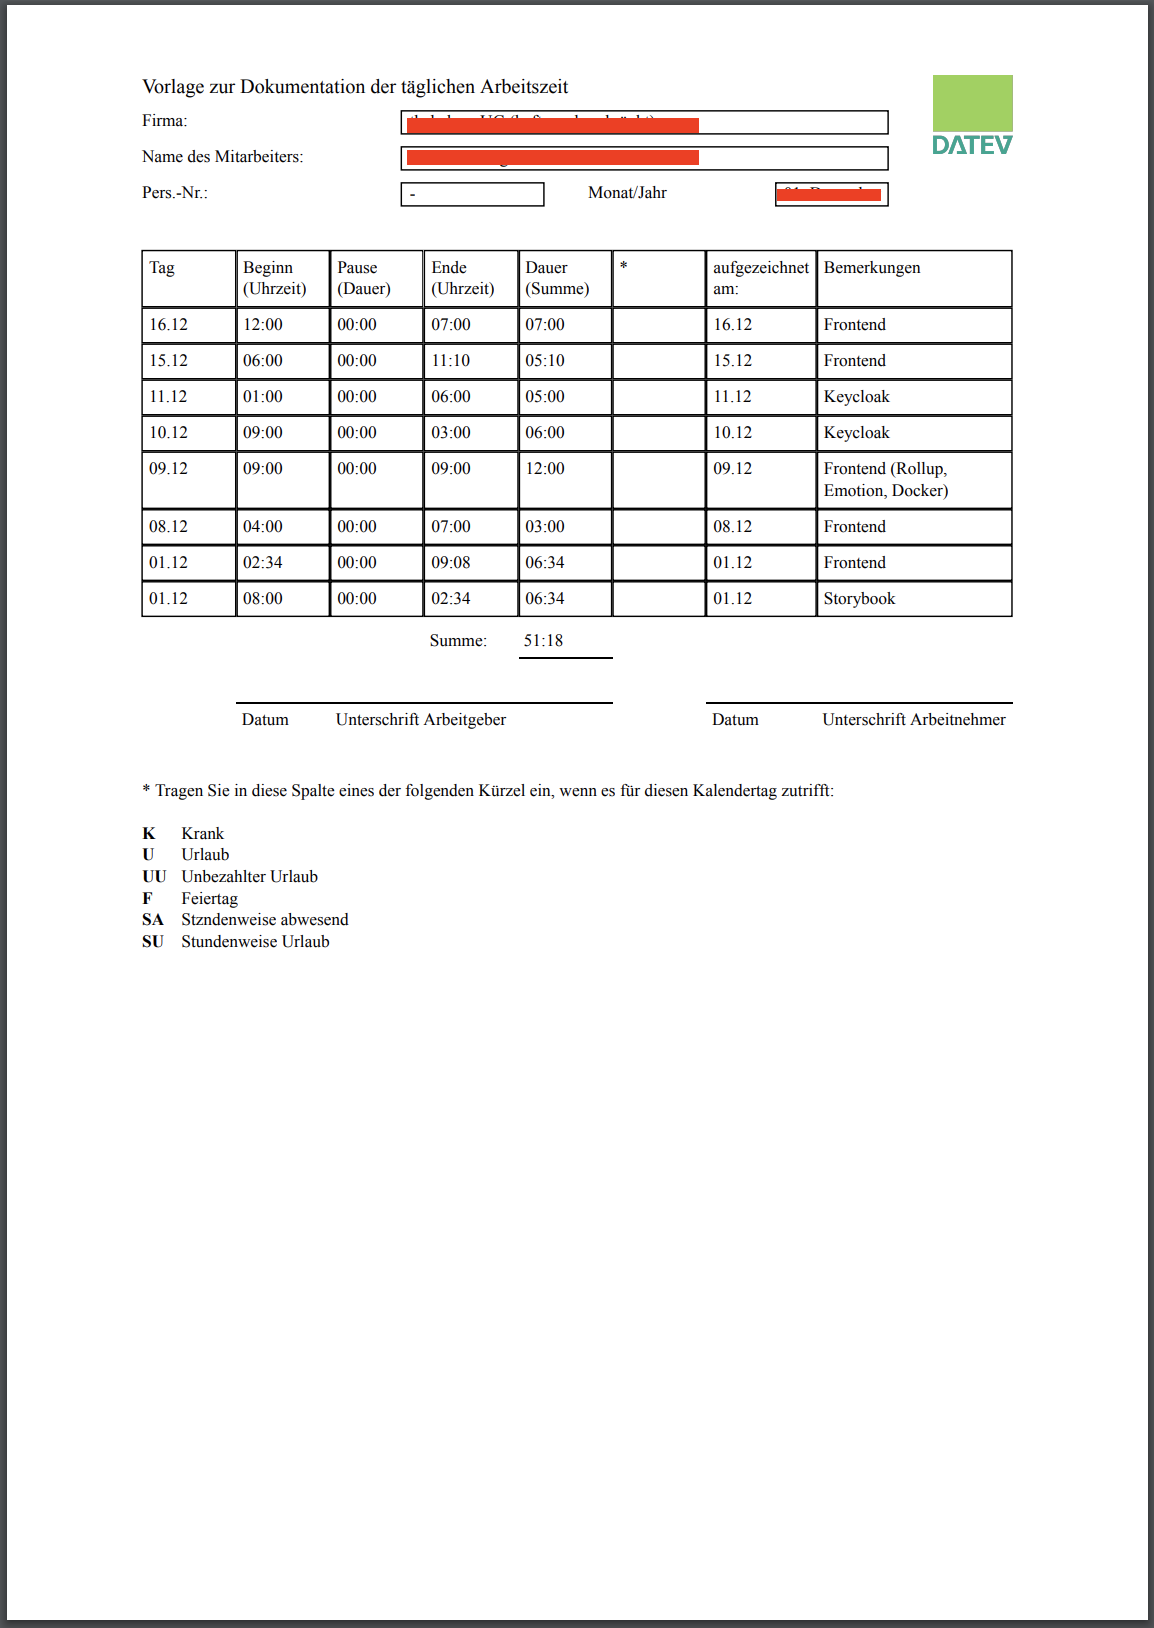 Vorlage zur Dokumentation der täglichen Arbeitszeit
DATEV
Firma:
Name des Mitarbeiters:
Pers.-Nr.: - Monat/Jahr
Tag Beginn (Uhrzeit) Pause (Dauer) Ende (Uhrzeit) Dauer (Summe) * aufgezeichnet am: Bemerkungen
16.12 12:00 00:00 07:00 07:00 16.12 Frontend
15.12 06:00 00:00 11:10 05:10 15.12 Frontend
11.12 01:00 00:00 06:00 05:00 11.12 Keycloak
10.12 09:00 00:00 03:00 06:00 10.12 Keycloak
09.12 09:00 00:00 09:00 12:00 09.12 Frontend (Rollup, Emotion, Docker)
08.12 04:00 00:00 07:00 03:00 08.12 Frontend
01.12 02:34 00:00 09:08 06:34 01.12 Frontend
01.12 08:00 00:00 02:34 06:34 01.12 Storybook
Summe: 51:18
Datum Unterschrift Arbeitgeber Datum Unterschrift Arbeitnehmer
* Tragen Sie in diese Spalte eines der folgenden Kürzel ein, wenn es für diesen Kalendertag zutrifft:
K Krank
U Urlaub
UU Unbezahlter Urlaub
F Feiertag
SA Stzndenweise abwesend
SU Stundenweise Urlaub